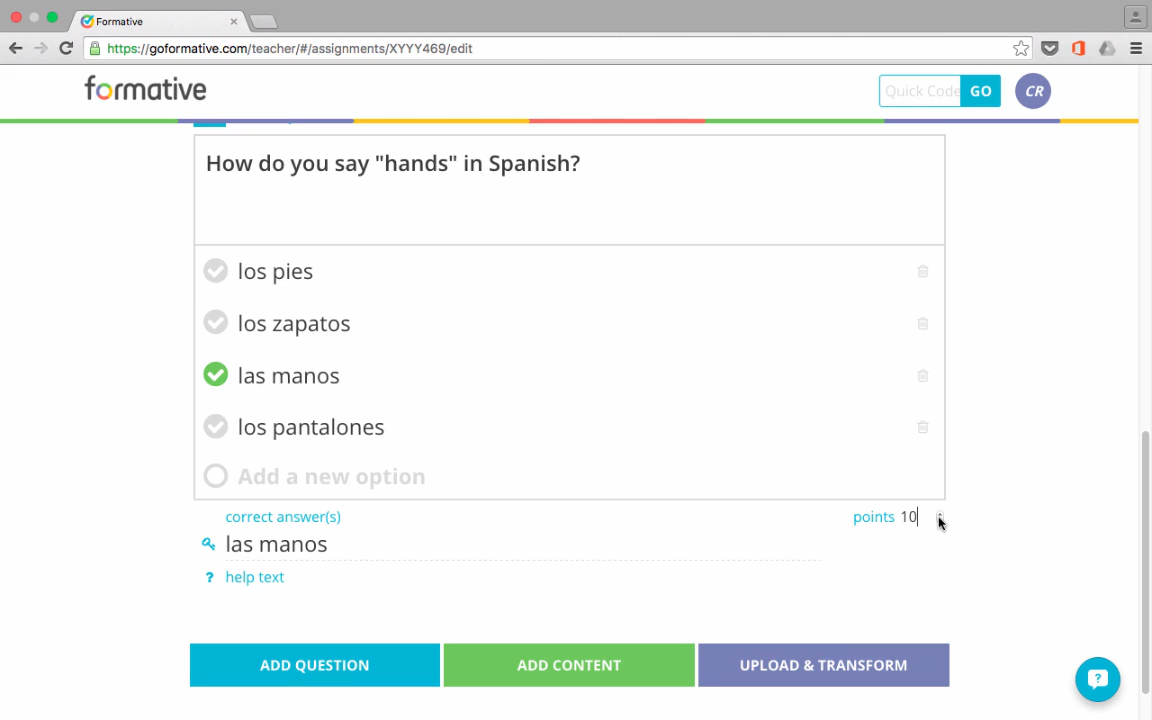 Formative
https://goformative.com/teacher/#/assignments/XYYY469/edit
formative
Quick Code
GO
CR
How do you say "hands" in Spanish?
los pies
los zapatos
las manos
los pantalones
Add a new option
correct answer(s)
points 10
las manos
? help text
ADD QUESTION
ADD CONTENT
UPLOAD & TRANSFORM
?